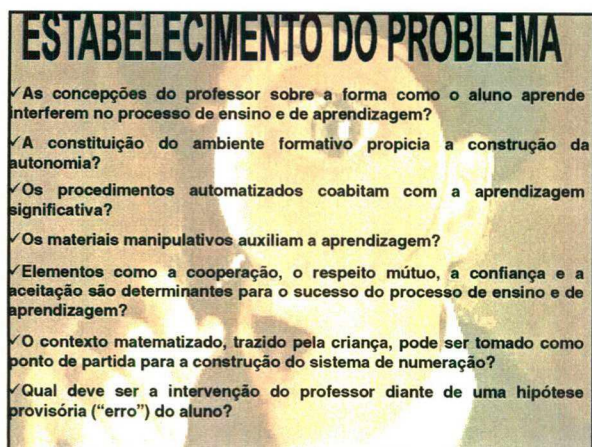 ESTABELECIMENTO DO PROBLEMA
✓As concepções do professor sobre a forma como o aluno aprende
interferem no processo de ensino e de aprendizagem?
✓A constituição do ambiente formativo propicia a construção da
autonomia?
✓Os procedimentos automatizados coabitam com a aprendizagem
significativa?
✓Os materiais manipulativos auxiliam a aprendizagem?
✓Elementos como a cooperação, o respeito mútuo, a confiança e a
aceitação são determinantes para o sucesso do processo de ensino e de
aprendizagem?
✓O contexto matematizado, trazido pela criança, pode ser tomado como
ponto de partida para a construção do sistema de numeração?
✓Qual deve ser a intervenção do professor diante de uma hipótese
provisória (“erro”) do aluno?